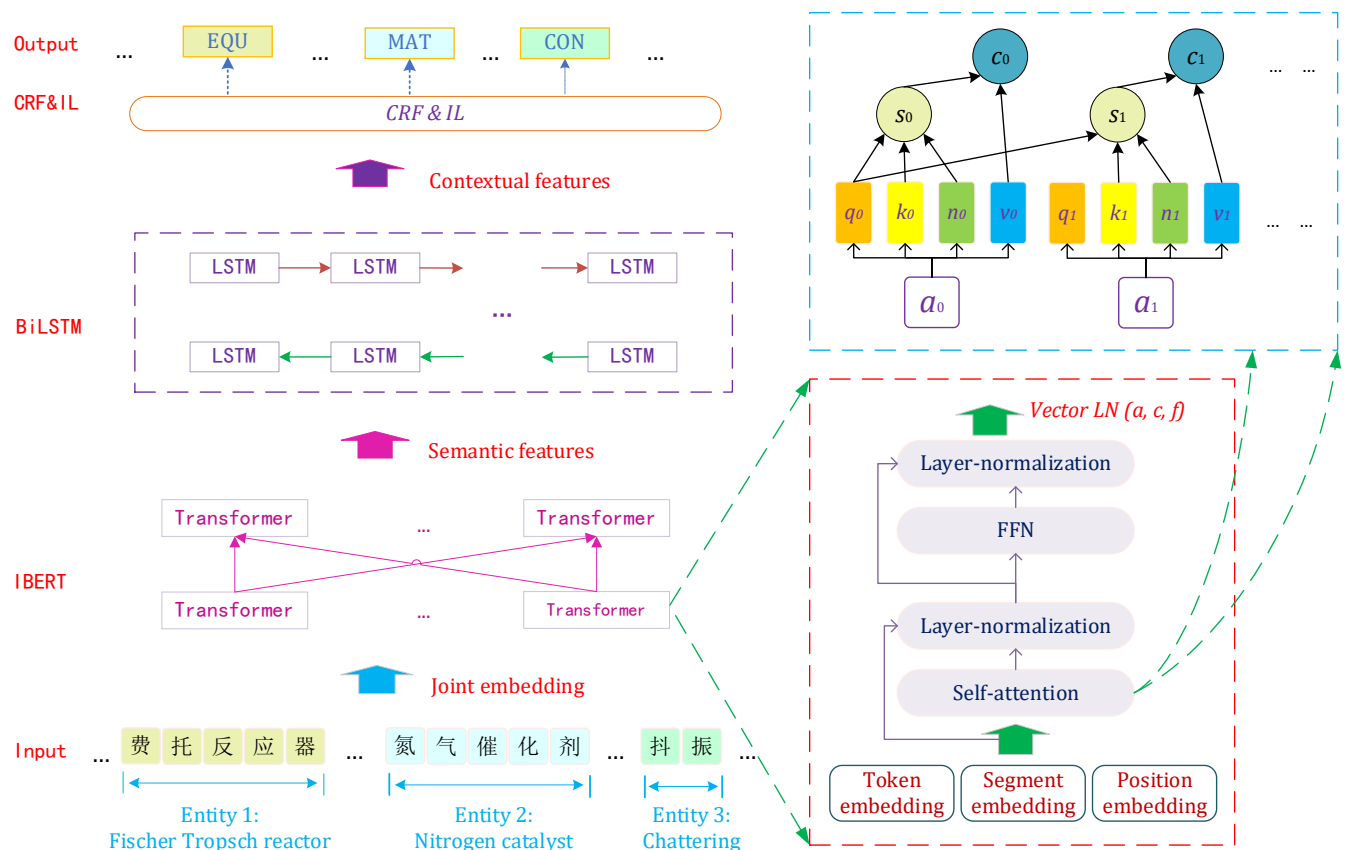 Output
...
EQU
...
MAT
...
CON
...
CRF&IL
CRF & IL
Contextual features
BiLSTM
LSTM
LSTM
LSTM
...
LSTM
LSTM
LSTM
Semantic features
IBERT
Transformer
...
Transformer
Transformer
...
Transformer
Joint embedding
Input
...
费 托 反 应 器
...
氮 气 催 化 剂
...
抖 振
...
Entity 1:
Fischer Tropsch reactor
Entity 2:
Nitrogen catalyst
Entity 3:
Chattering
c0
c1
... ...
s0
s1
q0
k0
n0
v0
q1
k1
n1
v1
... ...
a0
a1
Vector LN (a, c, f)
Layer-normalization
FFN
Layer-normalization
Self-attention
Token
embedding
Segment
embedding
Position
embedding